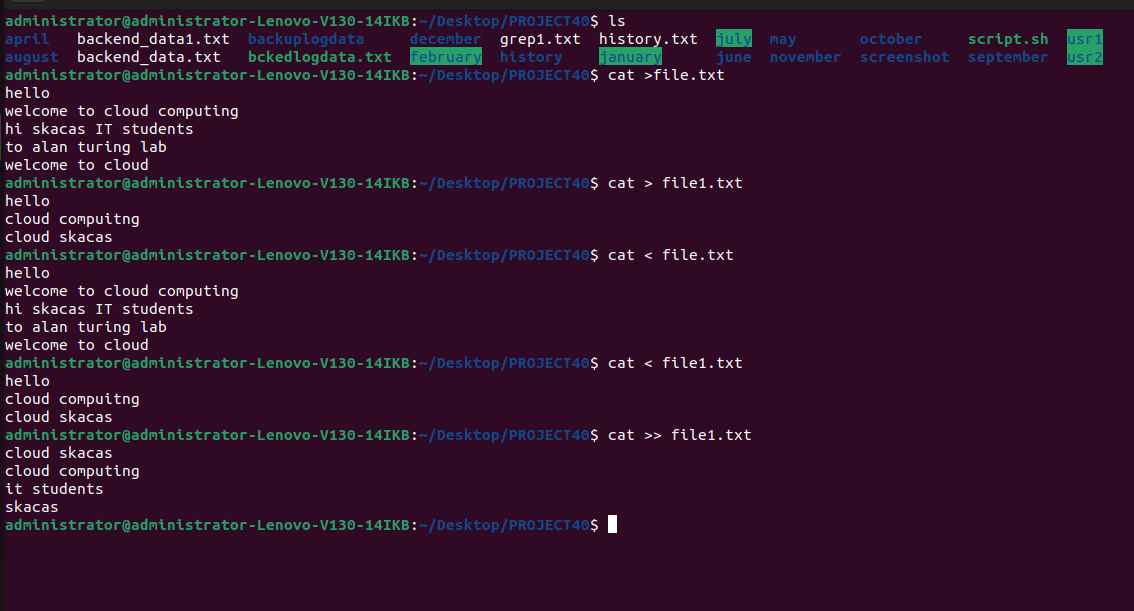 administrator@administrator-Lenovo-V130-14IKB:~/Desktop/PROJECT40$ ls
april   backend_data1.txt  backuplogdata     december  grep1.txt  history.txt  july  may       october     script.sh  usr1
august  backend_data.txt   bckedlogdata.txt  february  history    january      june  november  screenshot  september  usr2
administrator@administrator-Lenovo-V130-14IKB:~/Desktop/PROJECT40$ cat >file.txt
hello
welcome to cloud computing
hi skacas IT students
to alan turing lab
welcome to cloud
administrator@administrator-Lenovo-V130-14IKB:~/Desktop/PROJECT40$ cat > file1.txt
hello
cloud compuitng
cloud skacas
administrator@administrator-Lenovo-V130-14IKB:~/Desktop/PROJECT40$ cat < file.txt
hello
welcome to cloud computing
hi skacas IT students
to alan turing lab
welcome to cloud
administrator@administrator-Lenovo-V130-14IKB:~/Desktop/PROJECT40$ cat < file1.txt
hello
cloud compuitng
cloud skacas
administrator@administrator-Lenovo-V130-14IKB:~/Desktop/PROJECT40$ cat >> file1.txt
cloud skacas
cloud computing
it students
skacas
administrator@administrator-Lenovo-V130-14IKB:~/Desktop/PROJECT40$